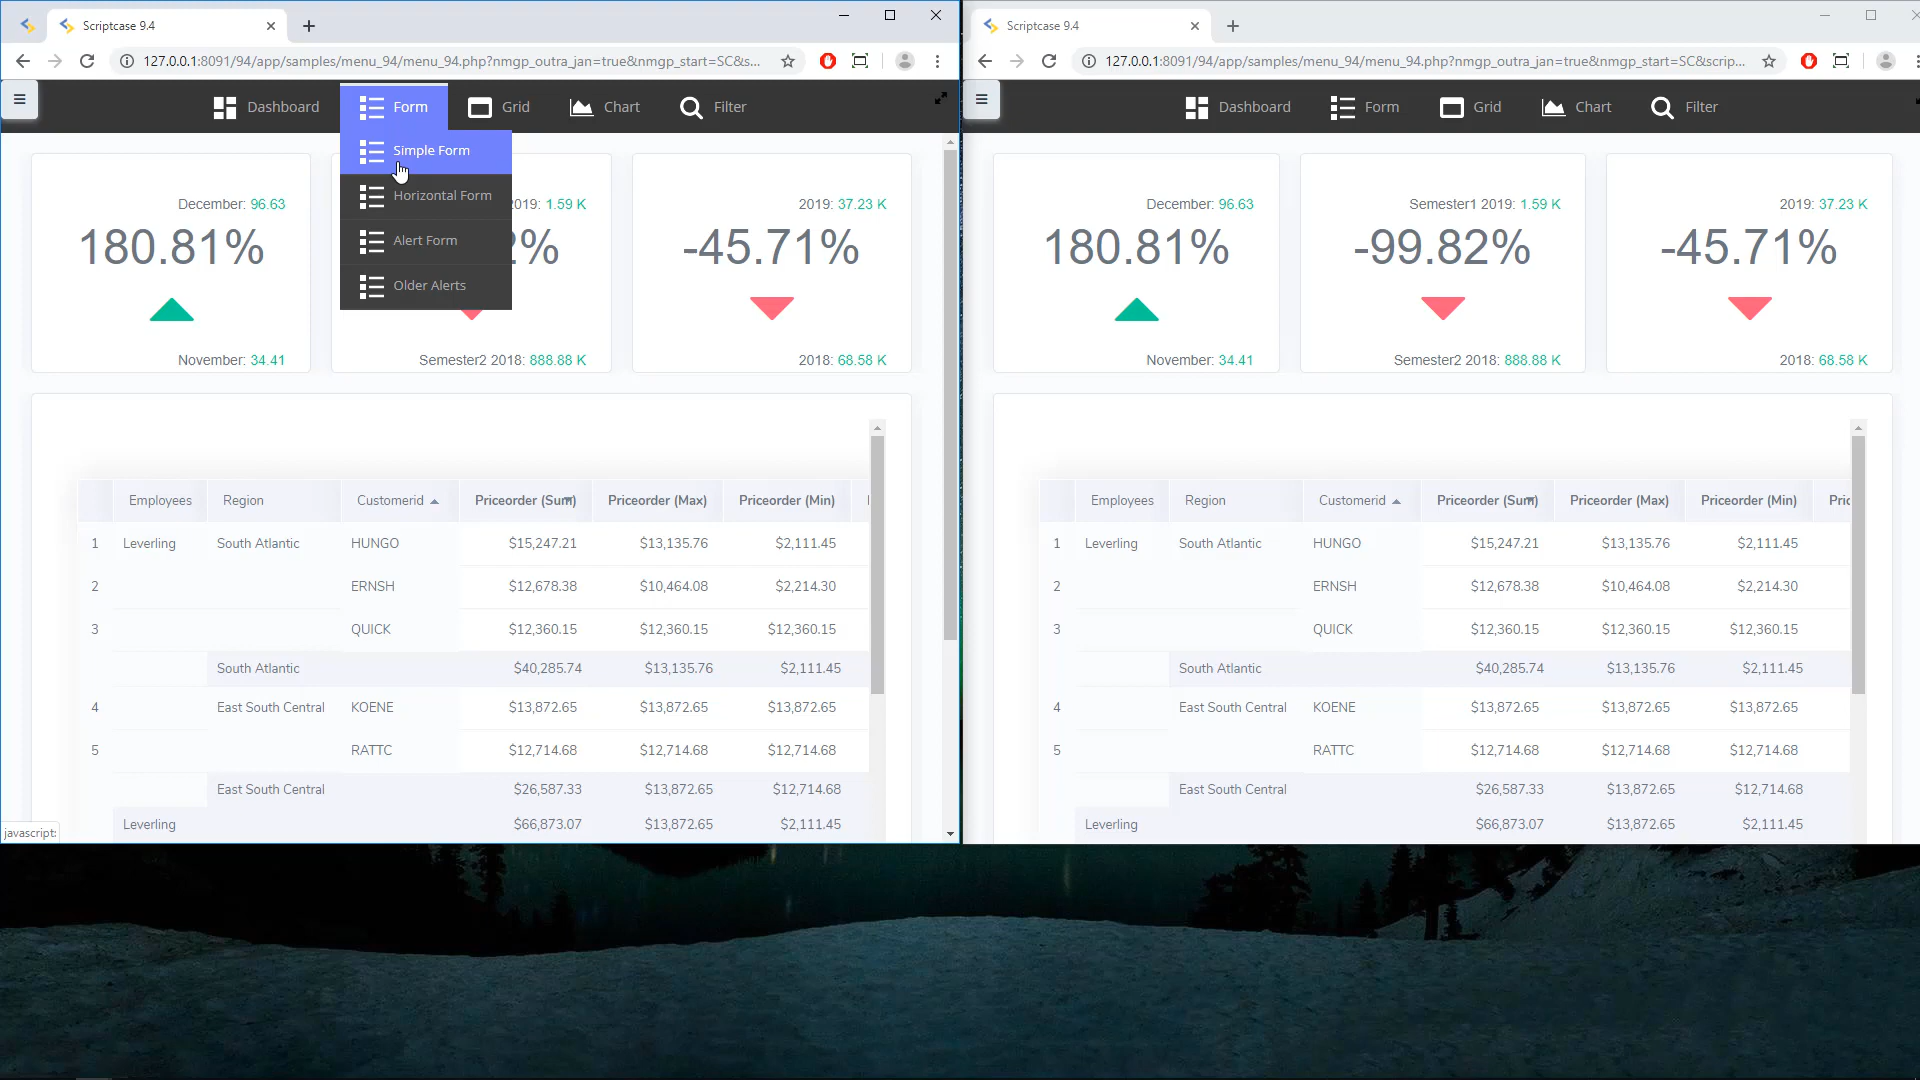 Scriptcase 9.4
127.0.0.1:8091/94/app/samples/menu_94/menu_94.php?nmgp_outra_jan=true&nmgp_start=SC&s...
Dashboard Form Grid Chart Filter
Simple Form
Horizontal Form
Alert Form
Older Alerts
December: 96.63
180.81%
November: 34.41
2019: 1.59 K
%
Semester2 2018: 888.88 K
2019: 37.23 K
-45.71%
2018: 68.58 K
Employees Region Customerid Priceorder (Sum) Priceorder (Max) Priceorder (Min)
1 Leverling South Atlantic HUNGO $15,247.21 $13,135.76 $2,111.45
2 ERNSH $12,678.38 $10,464.08 $2,214.30
3 QUICK $12,360.15 $12,360.15 $12,360.15
South Atlantic $40,285.74 $13,135.76 $2,111.45
4 East South Central KOENE $13,872.65 $13,872.65 $13,872.65
5 RATTC $12,714.68 $12,714.68 $12,714.68
East South Central $26,587.33 $13,872.65 $12,714.68
Leverling $66,873.07 $13,872.65 $2,111.45
javascript:
Scriptcase 9.4
127.0.0.1:8091/94/app/samples/menu_94/menu_94.php?nmgp_outra_jan=true&nmgp_start=SC&scrip...
Dashboard Form Grid Chart Filter
December: 96.63
180.81%
November: 34.41
Semester1 2019: 1.59 K
-99.82%
Semester2 2018: 888.88 K
2019: 37.23 K
-45.71%
2018: 68.58 K
Employees Region Customerid Priceorder (Sum) Priceorder (Max) Priceorder (Min) Pric
1 Leverling South Atlantic HUNGO $15,247.21 $13,135.76 $2,111.45
2 ERNSH $12,678.38 $10,464.08 $2,214.30
3 QUICK $12,360.15 $12,360.15 $12,360.15
South Atlantic $40,285.74 $13,135.76 $2,111.45
4 East South Central KOENE $13,872.65 $13,872.65 $13,872.65
5 RATTC $12,714.68 $12,714.68 $12,714.68
East South Central $26,587.33 $13,872.65 $12,714.68
Leverling $66,873.07 $13,872.65 $2,111.45